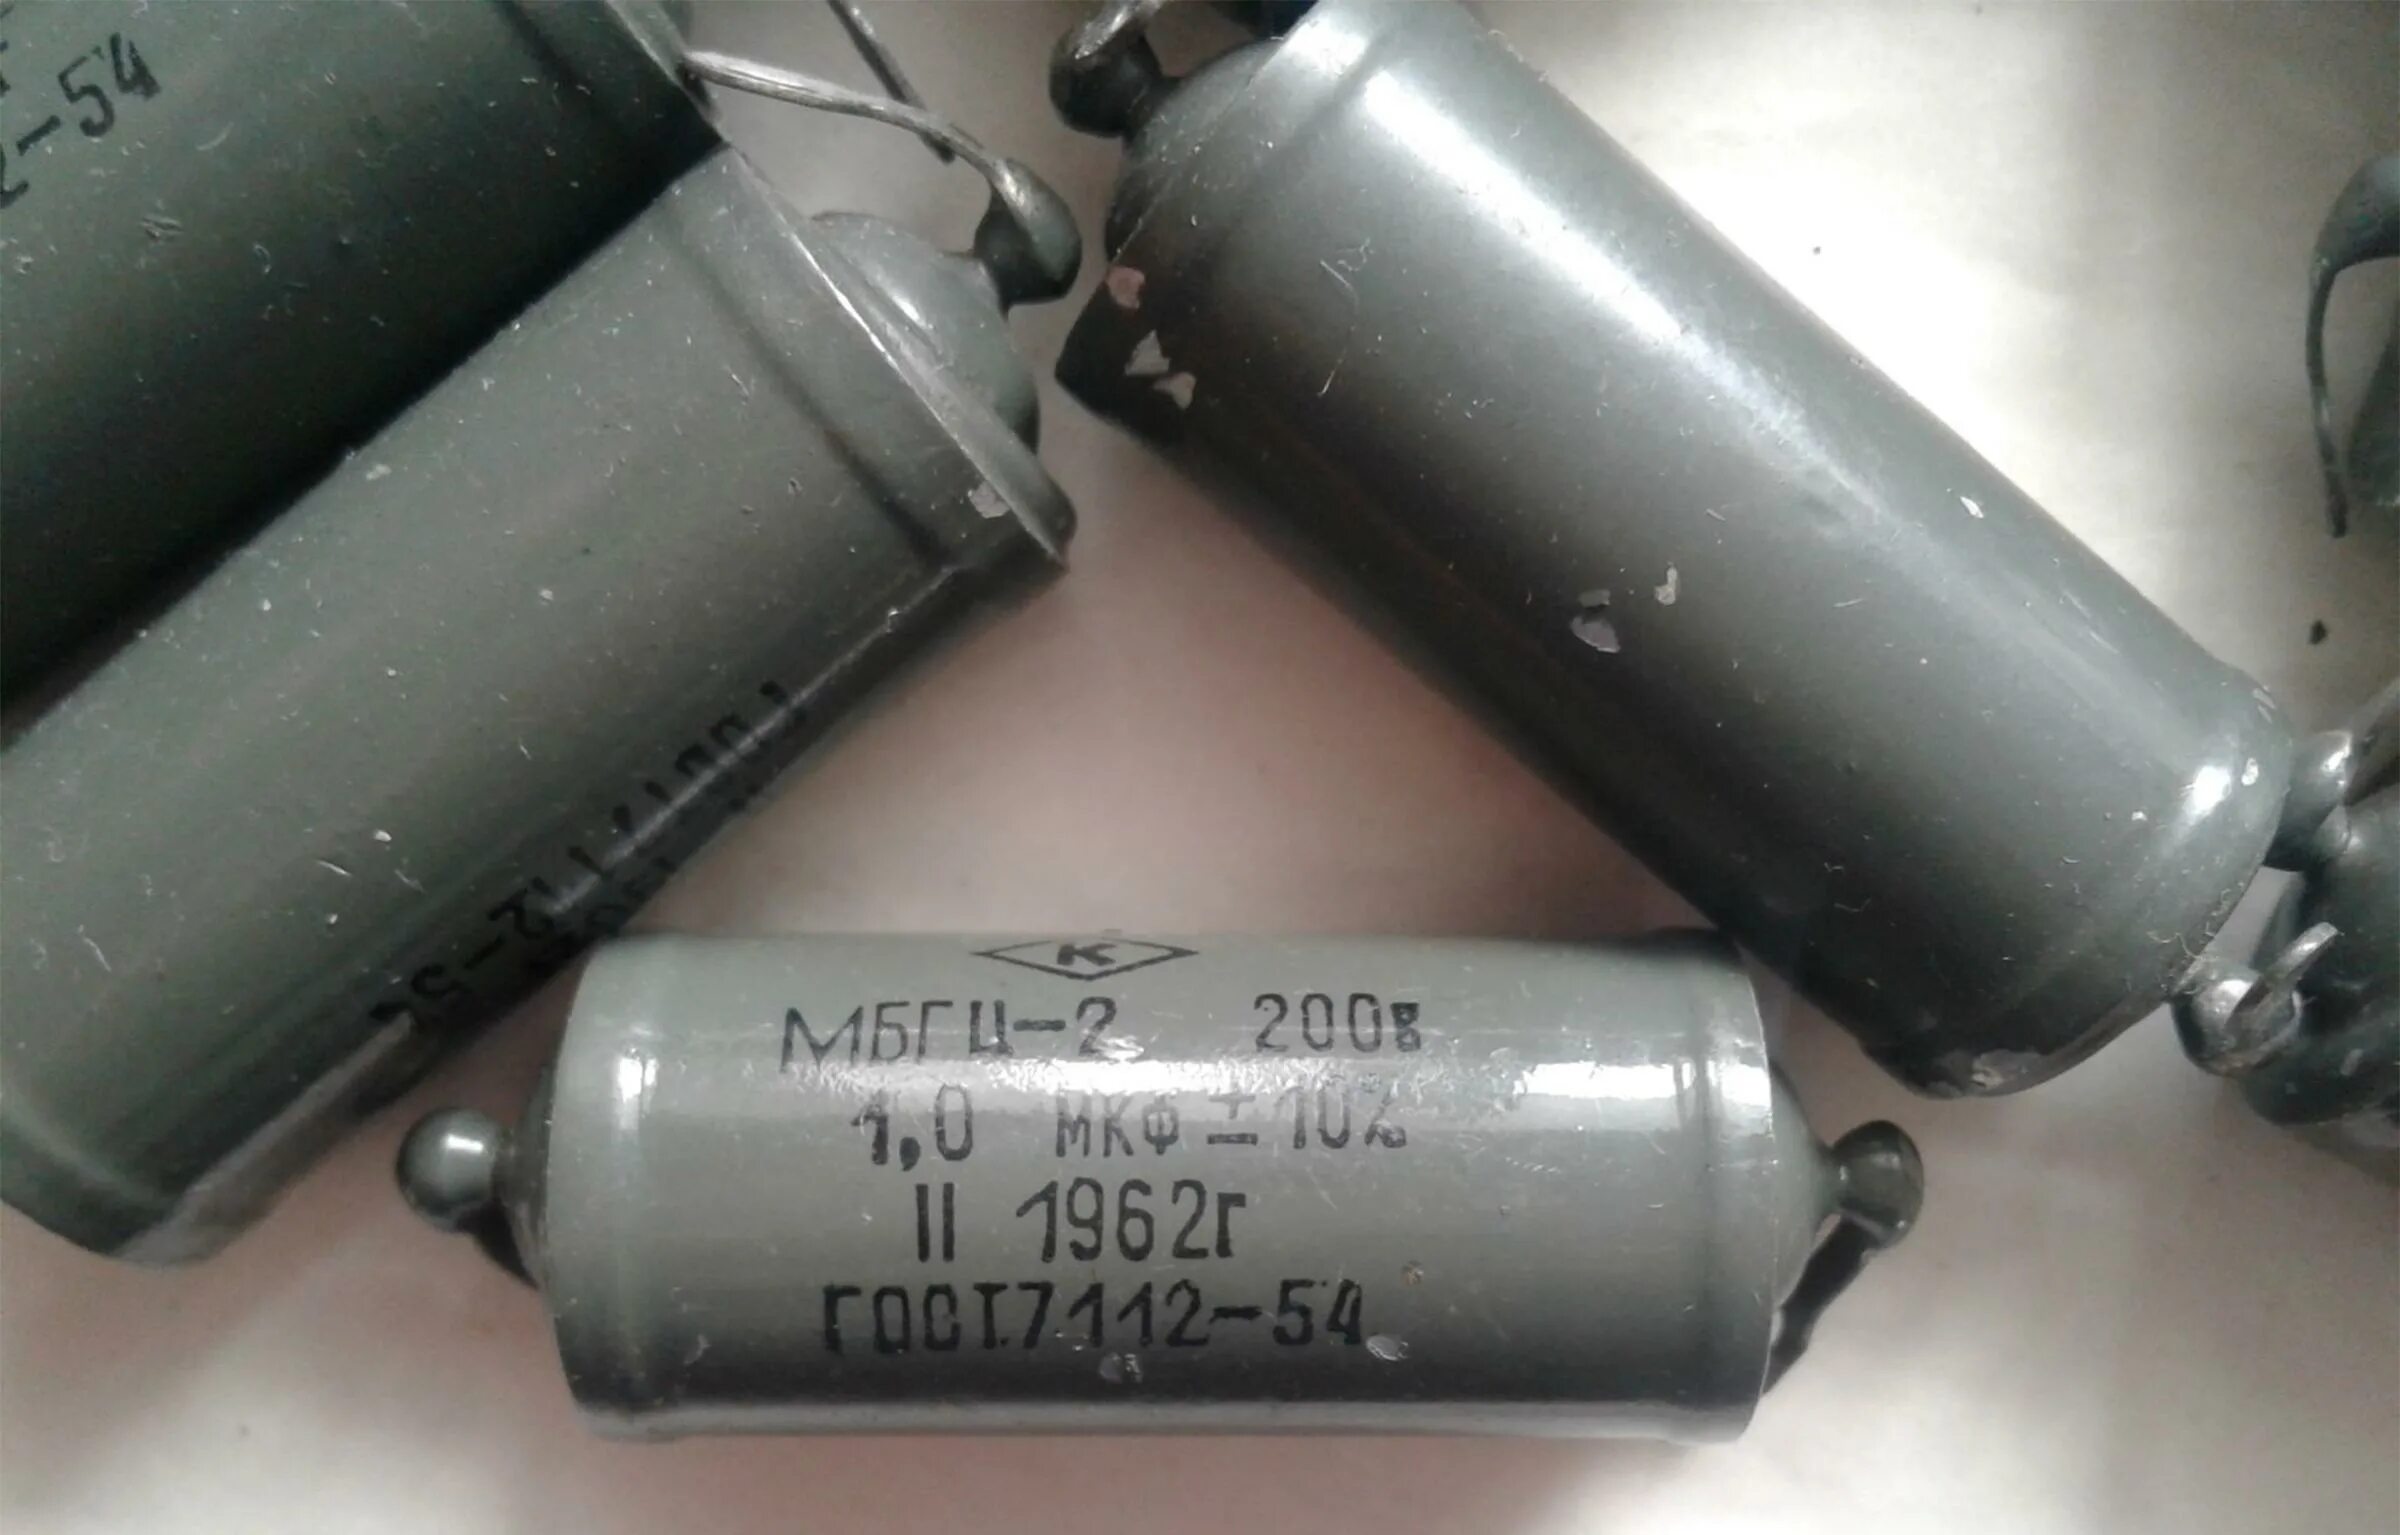 2-54
К
МБГЦ-2 200в
1,0 мкф ± 10%
II 1962г
ГОСТ.7112-54